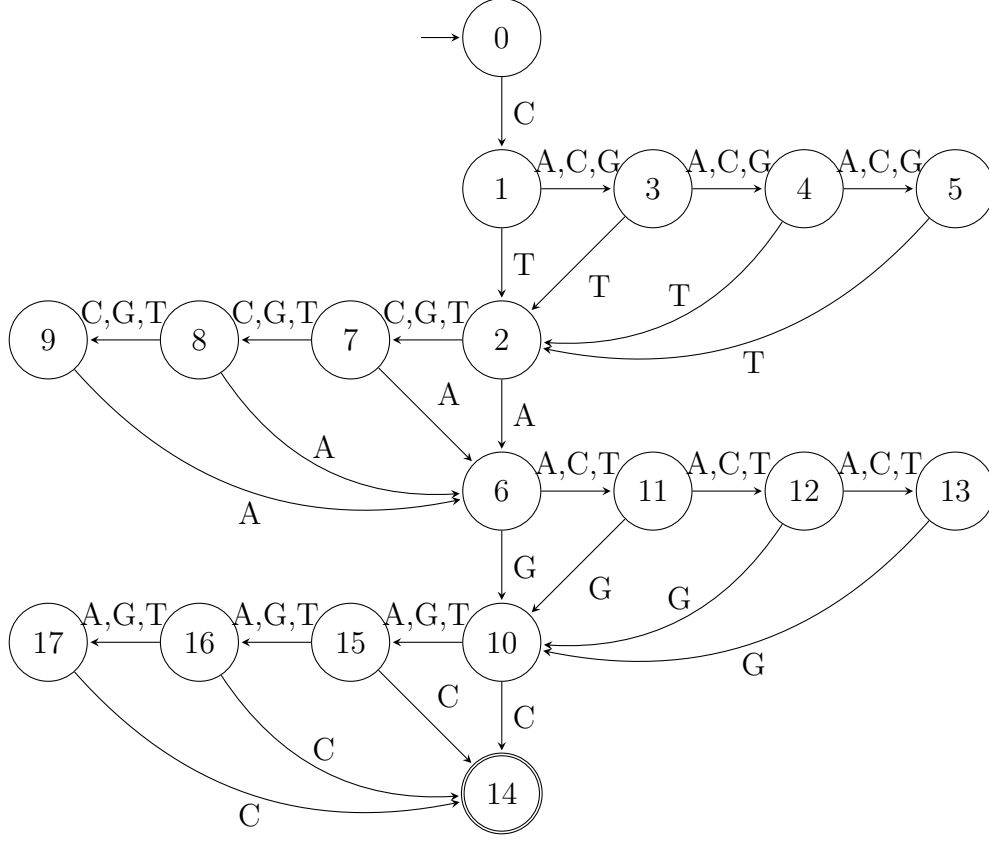 0
C
A,C,G A,C,G A,C,G
1 3 4 5
T T T T
C,G,T C,G,T C,G,T
9 8 7 2
A A A A
A,C,T A,C,T A,C,T
6 11 12 13
G G G G
A,G,T A,G,T A,G,T
17 16 15 10
C C C C
14